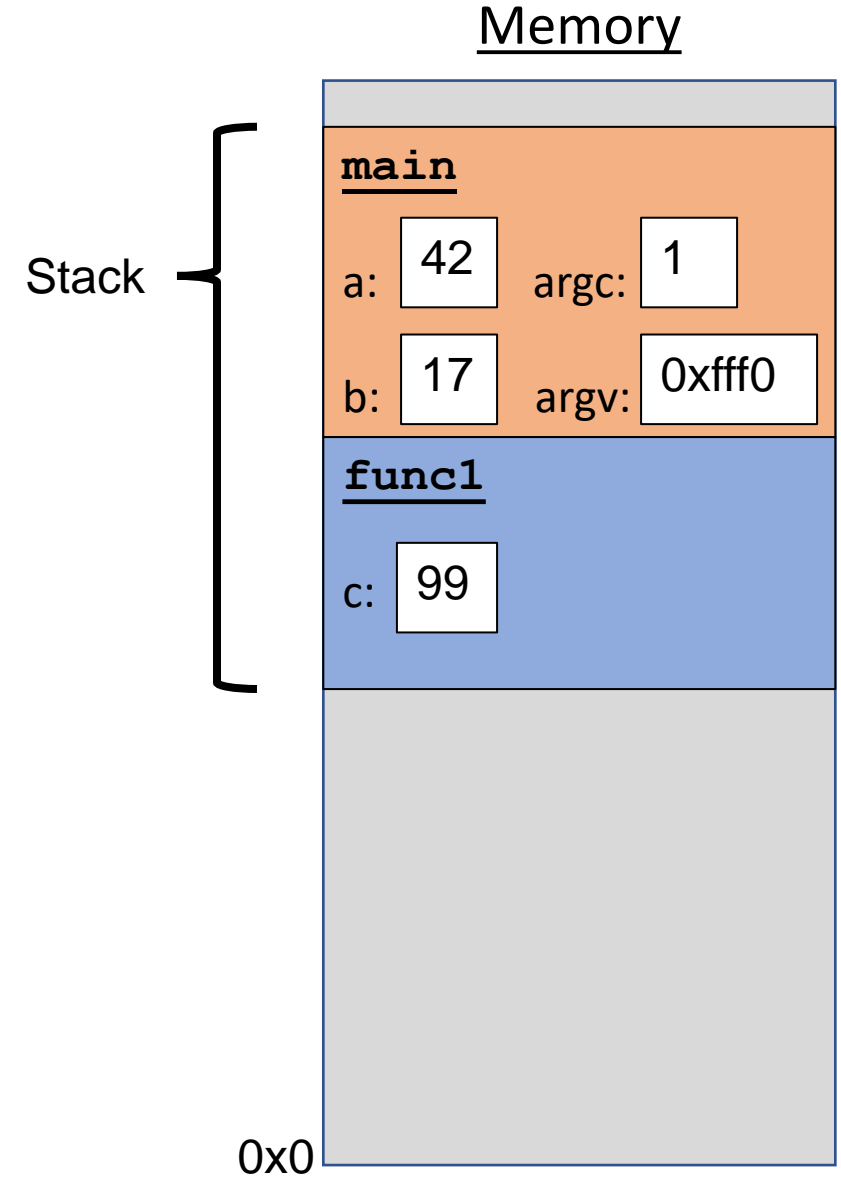 Memory
main
a: 42 argc: 1
Stack
b: 17 argv: 0xfff0
func1
c: 99
0x0